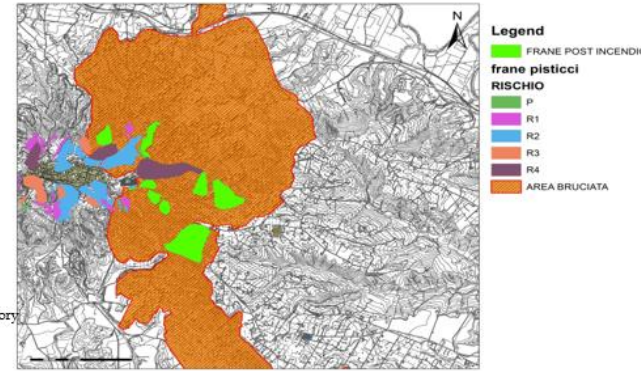 N
Legend
FRANE POST INCENDIO
frane pisticci
RISCHIO
P
R1
R2
R3
R4
AREA BRUCIATA
ory